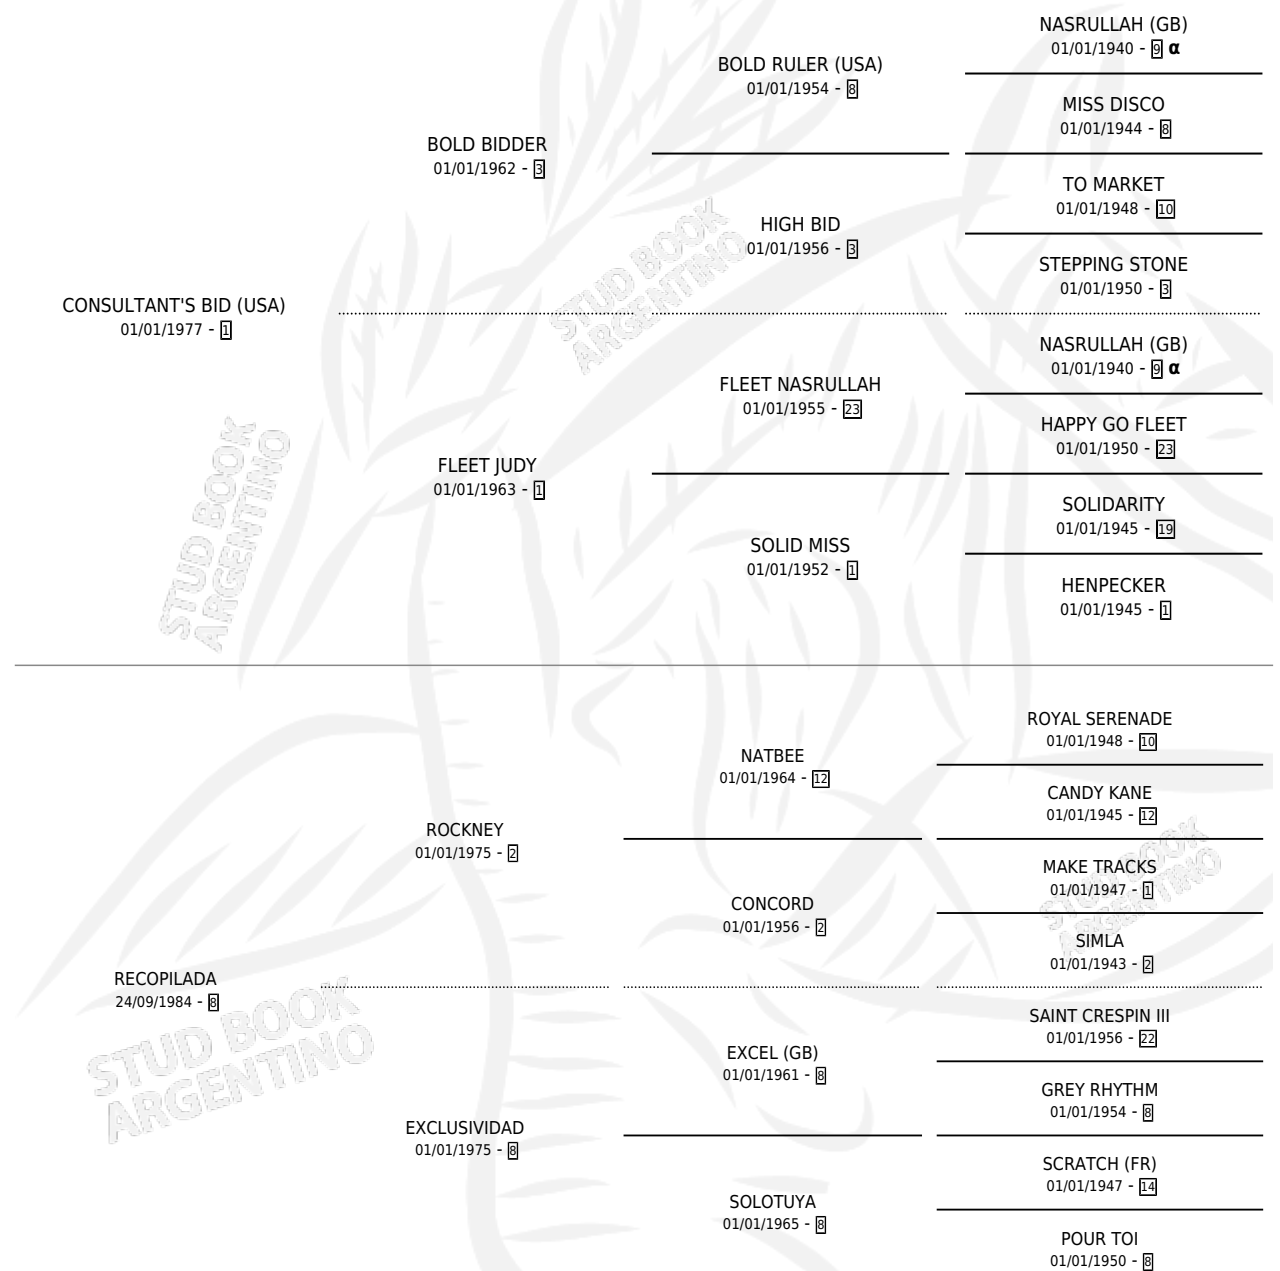 NASRULLAH (GB)
01/01/1940 - 9 α
BOLD RULER (USA)
01/01/1954 - 8
MISS DISCO
01/01/1944 - 8
BOLD BIDDER
01/01/1962 - 3
TO MARKET
01/01/1948 - 10
HIGH BID
01/01/1956 - 3
STEPPING STONE
01/01/1950 - 3
CONSULTANT'S BID (USA)
01/01/1977 - 1
STUD BOOK
ARGENTINO
NASRULLAH (GB)
01/01/1940 - 9 α
FLEET NASRULLAH
01/01/1955 - 23
HAPPY GO FLEET
01/01/1950 - 23
FLEET JUDY
01/01/1963 - 1
STUD BOOK
ARGENTINO
SOLIDARITY
01/01/1945 - 19
SOLID MISS
01/01/1952 - 1
HENPECKER
01/01/1945 - 1
ROYAL SERENADE
01/01/1948 - 10
NATBEE
01/01/1964 - 12
CANDY KANE
01/01/1945 - 12
ROCKNEY
01/01/1975 - 2
MAKE TRACKS
01/01/1947 - 1
STUD BOOK
ARGENTINO
CONCORD
01/01/1956 - 2
SIMLA
01/01/1943 - 2
RECOPILADA
24/09/1984 - 8
STUD BOOK
ARGENTINO
SAINT CRESPIN III
01/01/1956 - 22
EXCEL (GB)
01/01/1961 - 8
GREY RHYTHM
01/01/1954 - 8
EXCLUSIVIDAD
01/01/1975 - 8
SCRATCH (FR)
01/01/1947 - 14
SOLOTUYA
01/01/1965 - 8
POUR TOI
01/01/1950 - 8